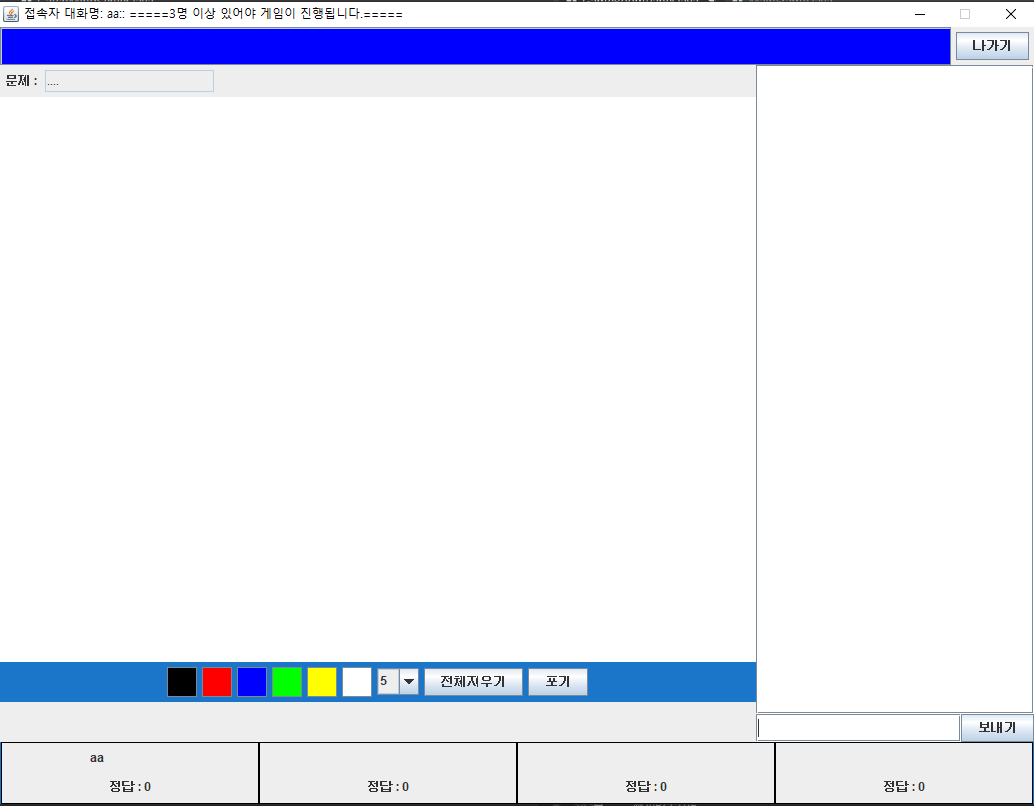 접속자 대화명: aa:: =====3명 이상 있어야 게임이 진행됩니다.=====
나가기
문제 : ....
5 전체지우기 포기
보내기
aa
정답 : 0 정답 : 0 정답 : 0 정답 : 0